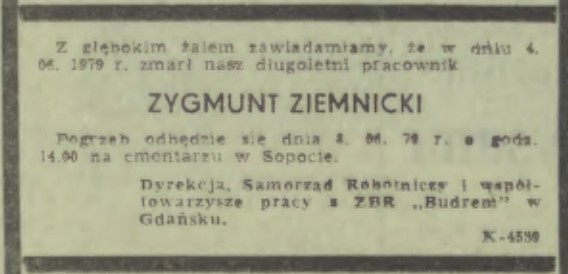 Z głębokim żalem zawiadamiamy, że w dniu 4.
06. 1979 r. zmarł nasz długoletni pracownik
ZYGMUNT ZIEMNICKI
Pogrzeb odbędzie się dnia 8. 06. 79 r. o godz.
14.00 na cmentarzu w Sopocie.
Dyrekcja, Samorząd Robotniczy i współ-
towarzysze pracy z ZBR „Budrem” w
Gdańsku.
K-4539